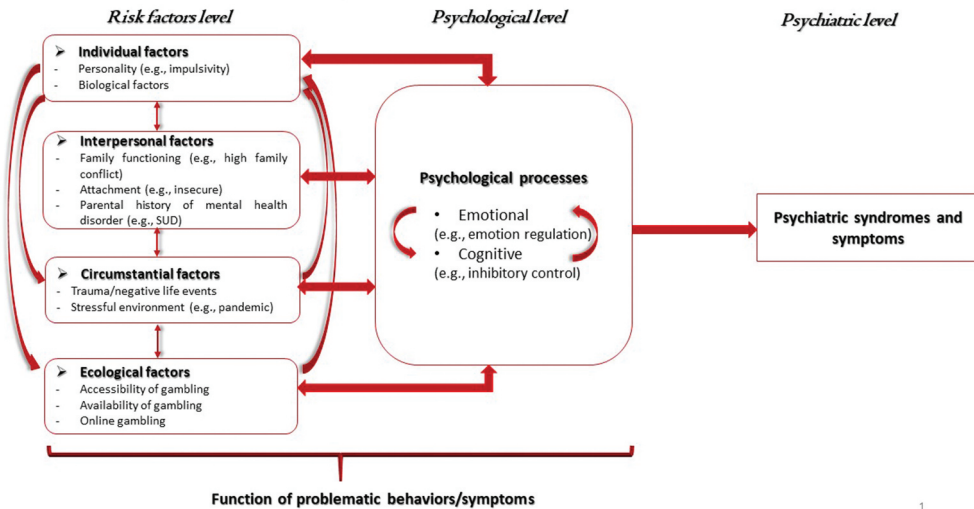 Risk factors level
Psychological level
Psychiatric level
➢ Individual factors
- Personality (e.g., impulsivity)
- Biological factors
➢ Interpersonal factors
- Family functioning (e.g., high family
conflict)
- Attachment (e.g., insecure)
- Parental history of mental health
disorder (e.g., SUD)
➢ Circumstantial factors
- Trauma/negative life events
- Stressful environment (e.g., pandemic)
➢ Ecological factors
- Accessibility of gambling
- Availability of gambling
- Online gambling
Psychological processes
• Emotional
(e.g., emotion regulation)
• Cognitive
(e.g., inhibitory control)
Psychiatric syndromes and
symptoms
Function of problematic behaviors/symptoms
1